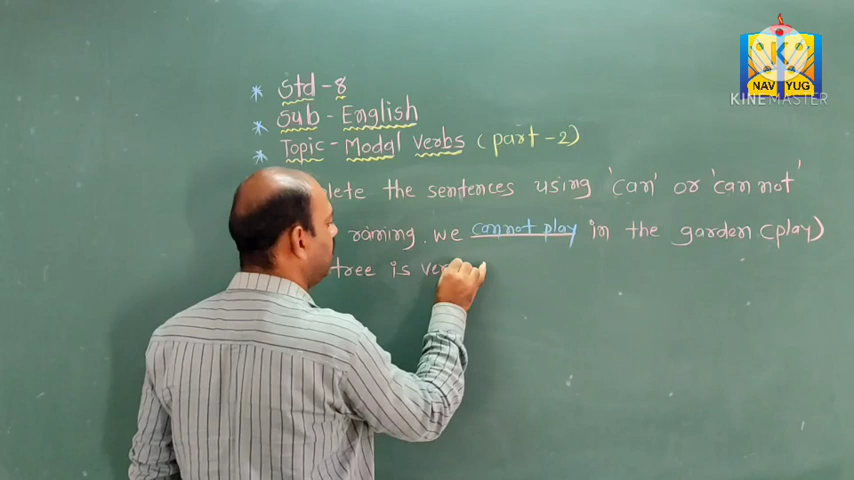 NAV YUG
KINEMASTER
* Std - 8
* Sub - English
* Topic - Modal verbs (part-2)
lete the sentences using 'can' or 'can not'
raining. we cannot play in the garden (play)
tree is ver